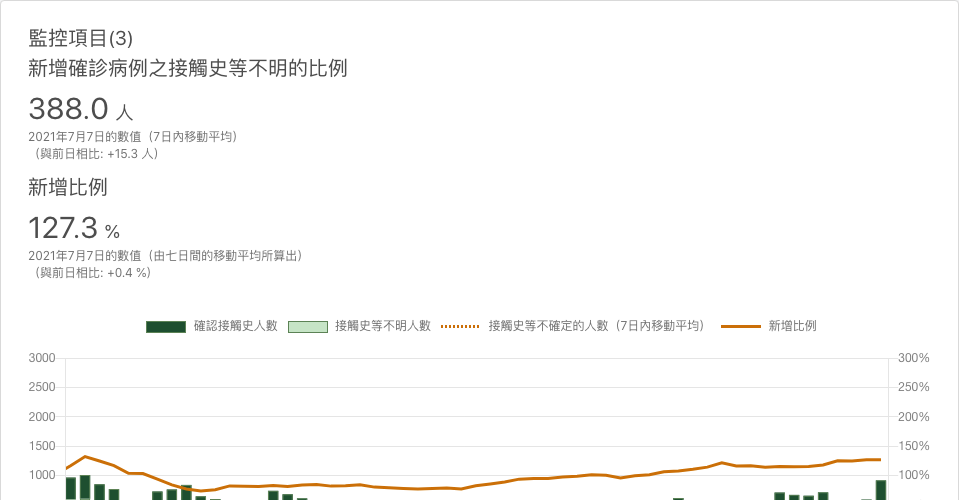 監控項目(3)
新增確診病例之接觸史等不明的比例
388.0 人
2021年7月7日的數值（7日內移動平均）
（與前日相比: +15.3 人）
新增比例
127.3 %
2021年7月7日的數值（由七日間的移動平均所算出）
（與前日相比: +0.4 %）
確認接觸史人數 接觸史等不明人數 接觸史等不確定的人數（7日內移動平均） 新增比例
3000 300%
2500 250%
2000 200%
1500 150%
1000 100%